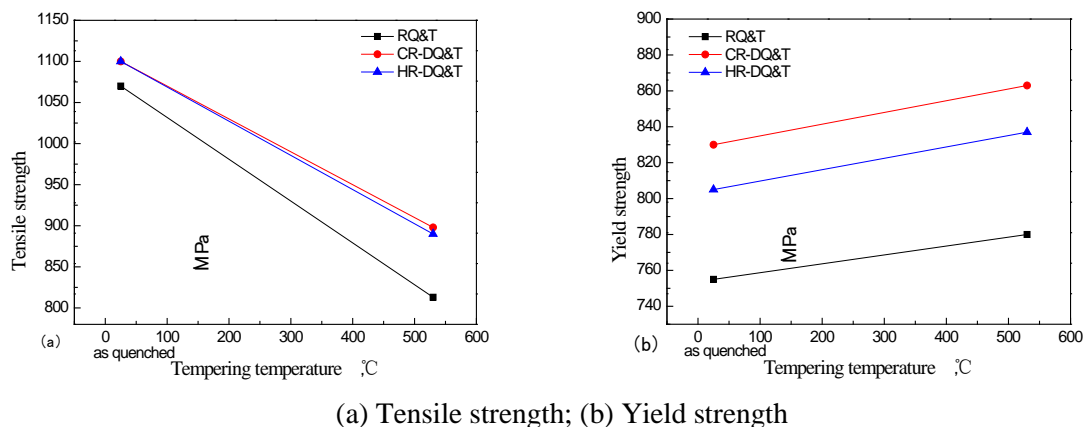 1150
1100
1050
1000
950
900
850
800
Tensile strength
MPa
RQ&T
CR-DQ&T
HR-DQ&T
0 100 200 300 400 500 600
as quenched
(a)
Tempering temperature ,℃
900
880
860
840
820
800
780
760
740
Yield strength
MPa
RQ&T
CR-DQ&T
HR-DQ&T
0 100 200 300 400 500 600
as quenched
(b)
Tempering temperature ,℃
(a) Tensile strength; (b) Yield strength